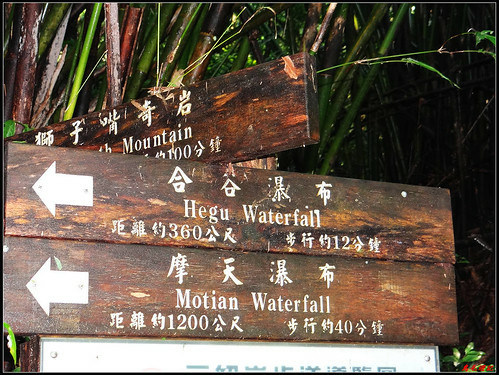 獅子嘴奇岩
Mountain
約100分鐘
合谷瀑布
Hegu Waterfall
距離約360公尺 步行約12分鐘
摩天瀑布
Motian Waterfall
距離約1200公尺 步行約40分鐘